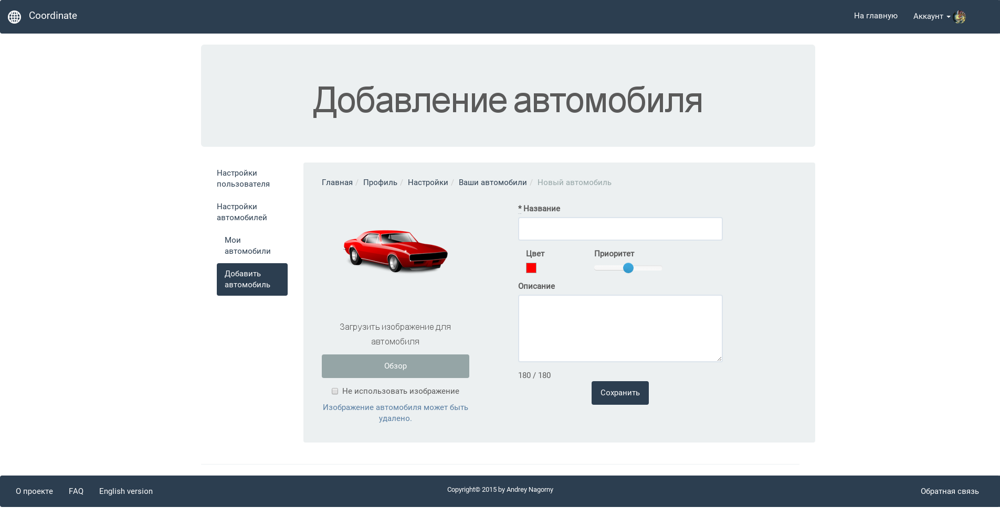 Coordinate
На главную
Аккаунт
Добавление автомобиля
Настройки
пользователя
Настройки
автомобилей
Мои
автомобили
Добавить
автомобиль
Главная / Профиль / Настройки / Ваши автомобили / Новый автомобиль
* Название
Цвет
Приоритет
Описание
180 / 180
Сохранить
Загрузить изображение для
автомобиля
Обзор
Не использовать изображение
Изображение автомобиля может быть
удалено.
О проекте
FAQ
English version
Copyright© 2015 by Andrey Nagorny
Обратная связь